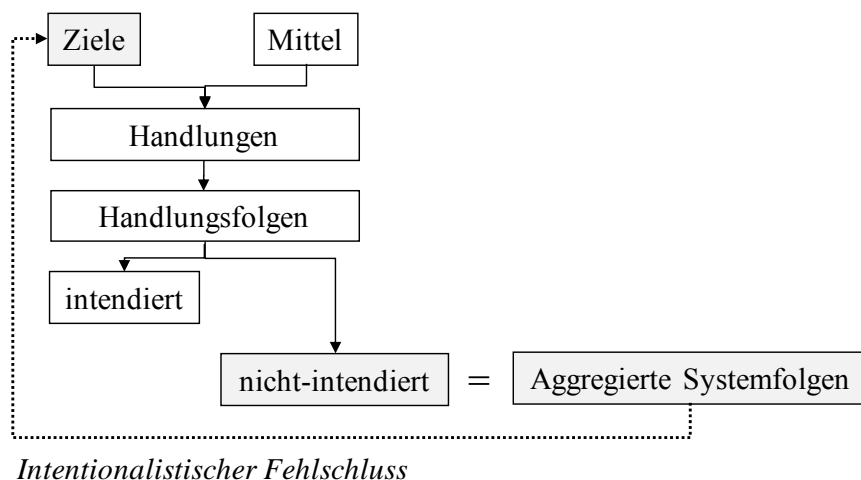 Ziele
Mittel
Handlungen
Handlungsfolgen
intendiert
nicht-intendiert = Aggregierte Systemfolgen
Intentionalistischer Fehlschluss